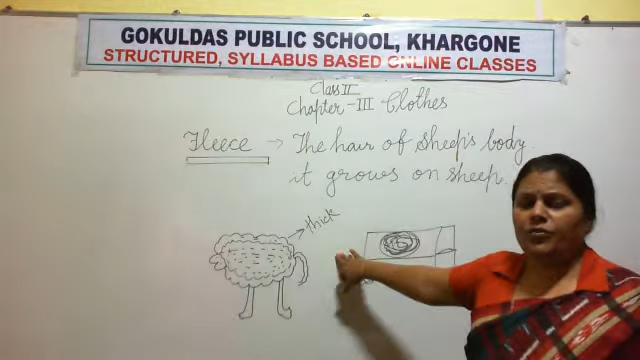 GOKULDAS PUBLIC SCHOOL, KHARGONE
STRUCTURED, SYLLABUS BASED ONLINE CLASSES
Class II
Chapter - III Clothes
Fleece → The hair of sheep's body.
it grows on sheep.
thick